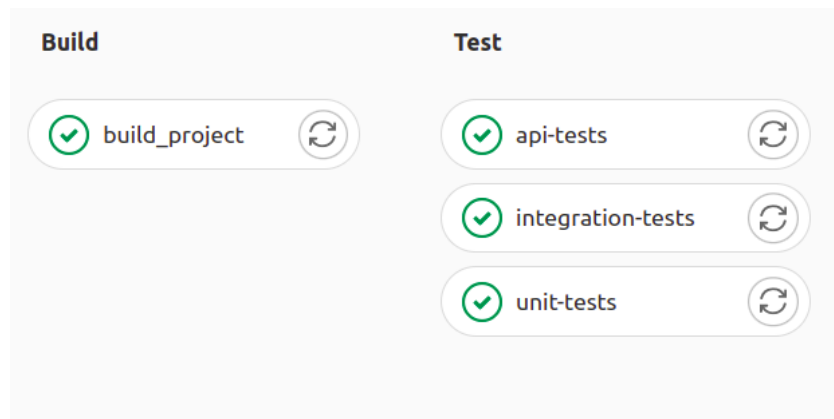 Build
build_project
Test
api-tests
integration-tests
unit-tests